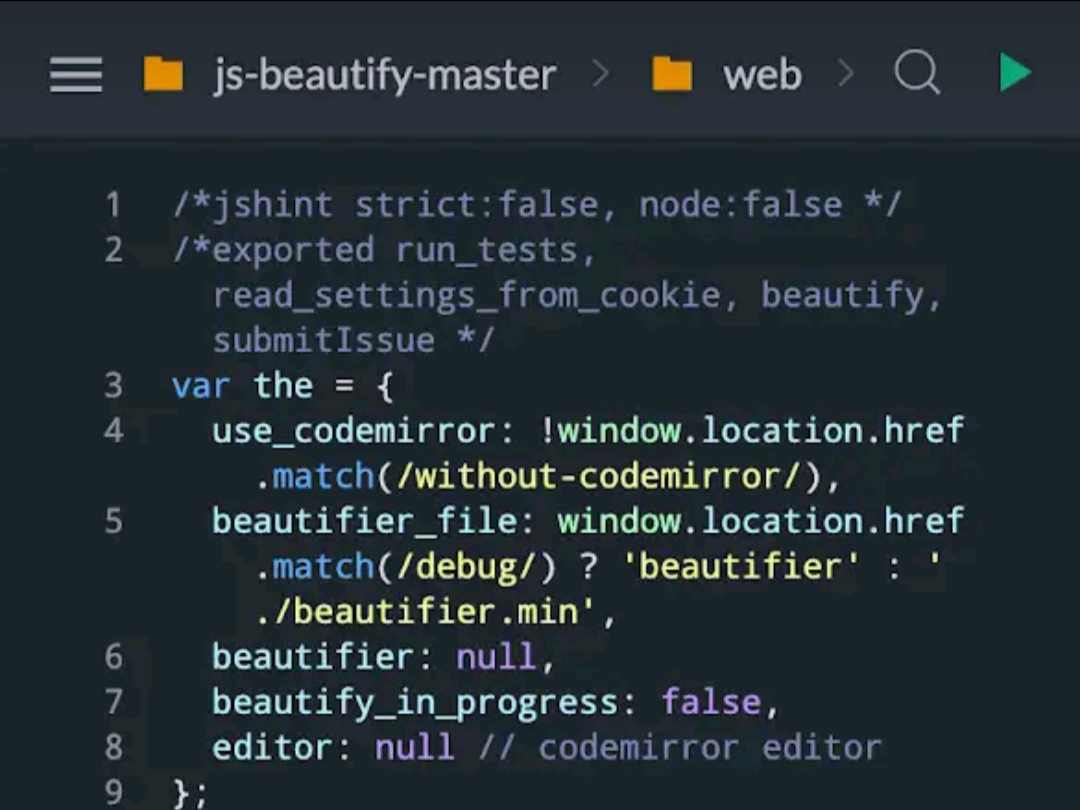 js-beautify-master > web >
1 /*jshint strict:false, node:false */
2 /*exported run_tests,
read_settings_from_cookie, beautify,
submitIssue */
3 var the = {
4 use_codemirror: !window.location.href
.match(/without-codemirror/),
5 beautifier_file: window.location.href
.match(/debug/) ? 'beautifier' : '
./beautifier.min',
6 beautifier: null,
7 beautify_in_progress: false,
8 editor: null // codemirror editor
9 };